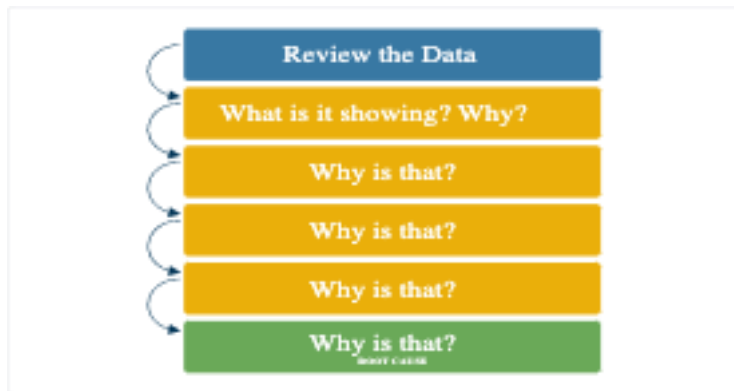 Review the Data
What is it showing? Why?
Why is that?
Why is that?
Why is that?
Why is that?
ROOT CAUSE